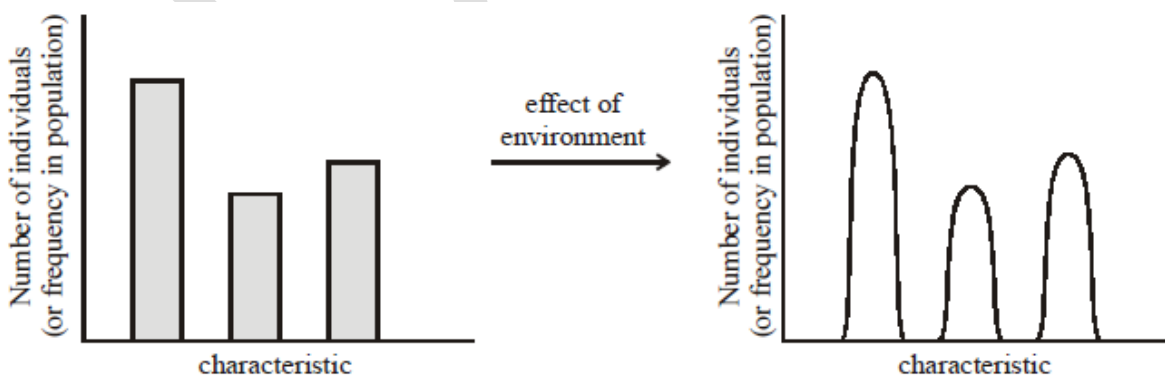 Number of individuals
(or frequency in population)
characteristic
effect of
environment
Number of individuals
(or frequency in population)
characteristic